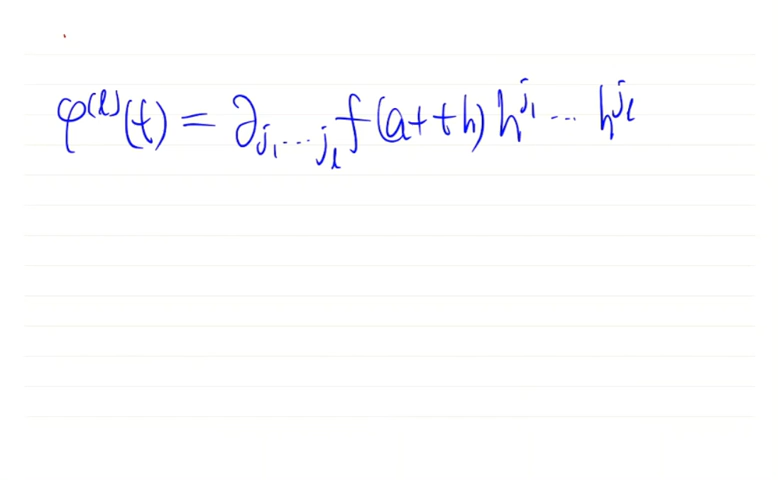 φ^{(l)}(t) = ∂_{j_1 ... j_l} f(a+th) h^{j_1} ... h^{j_l}